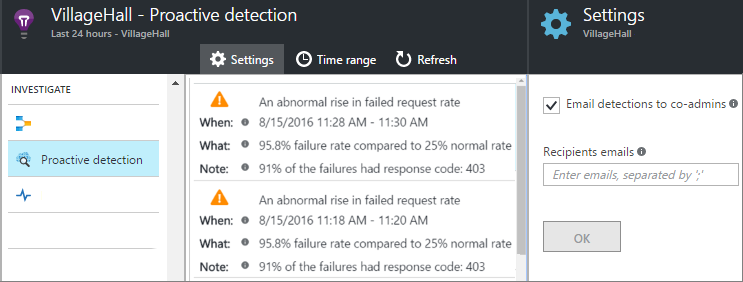 VillageHall - Proactive detection
Last 24 hours - VillageHall
Settings
Time range
Refresh
INVESTIGATE
Proactive detection
An abnormal rise in failed request rate
When: 8/15/2016 11:28 AM - 11:30 AM
What: 95.8% failure rate compared to 25% normal rate
Note: 91% of the failures had response code: 403
An abnormal rise in failed request rate
When: 8/15/2016 11:18 AM - 11:20 AM
What: 95.8% failure rate compared to 25% normal rate
Note: 91% of the failures had response code: 403
Settings
VillageHall
Email detections to co-admins
Recipients emails
Enter emails, separated by ';'
OK